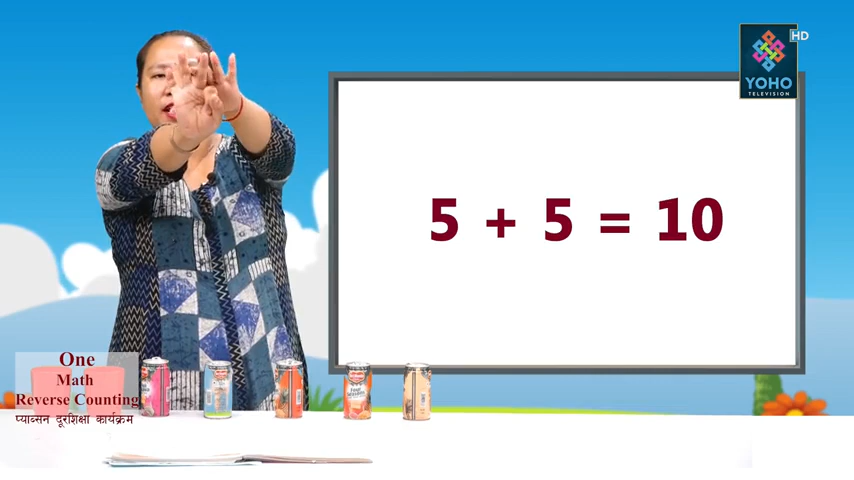 YOHO
TELEVISION
HD
5 + 5 = 10
One
Math
Reverse Counting
प्याब्सन दूरशिक्षा कार्यक्रम